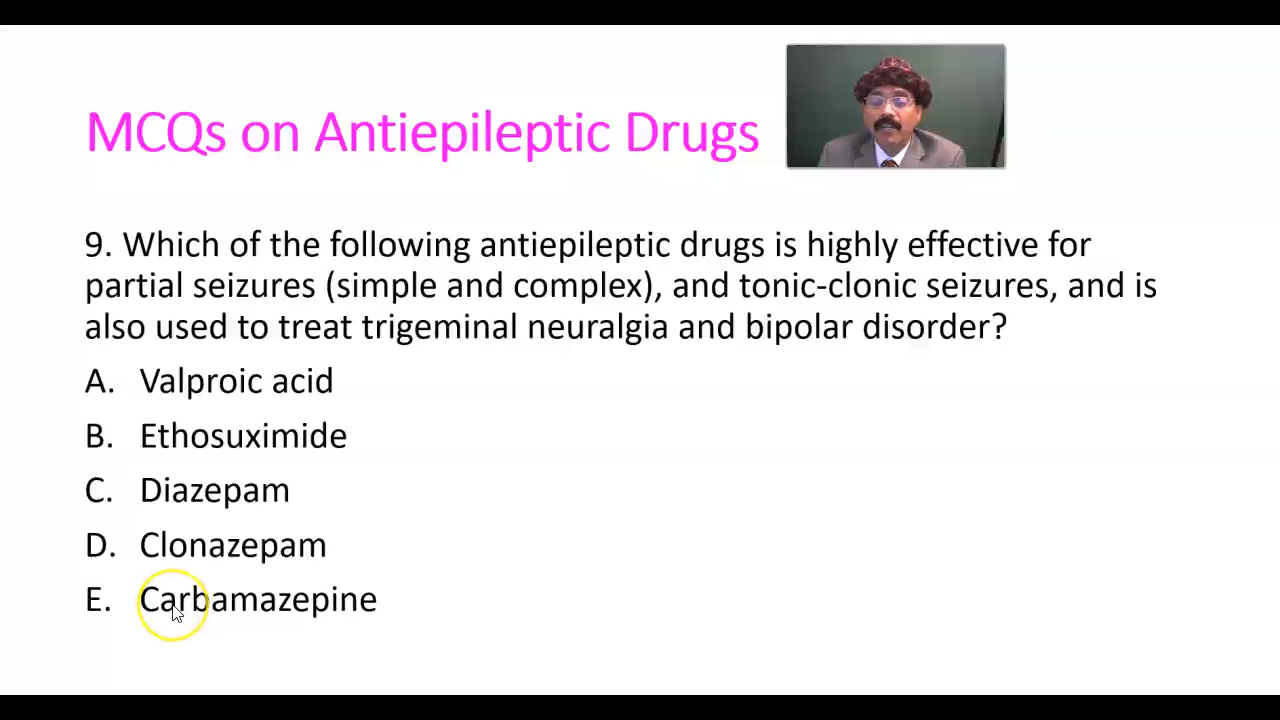 MCQs on Antiepileptic Drugs
9. Which of the following antiepileptic drugs is highly effective for
partial seizures (simple and complex), and tonic-clonic seizures, and is
also used to treat trigeminal neuralgia and bipolar disorder?
A. Valproic acid
B. Ethosuximide
C. Diazepam
D. Clonazepam
E. Carbamazepine